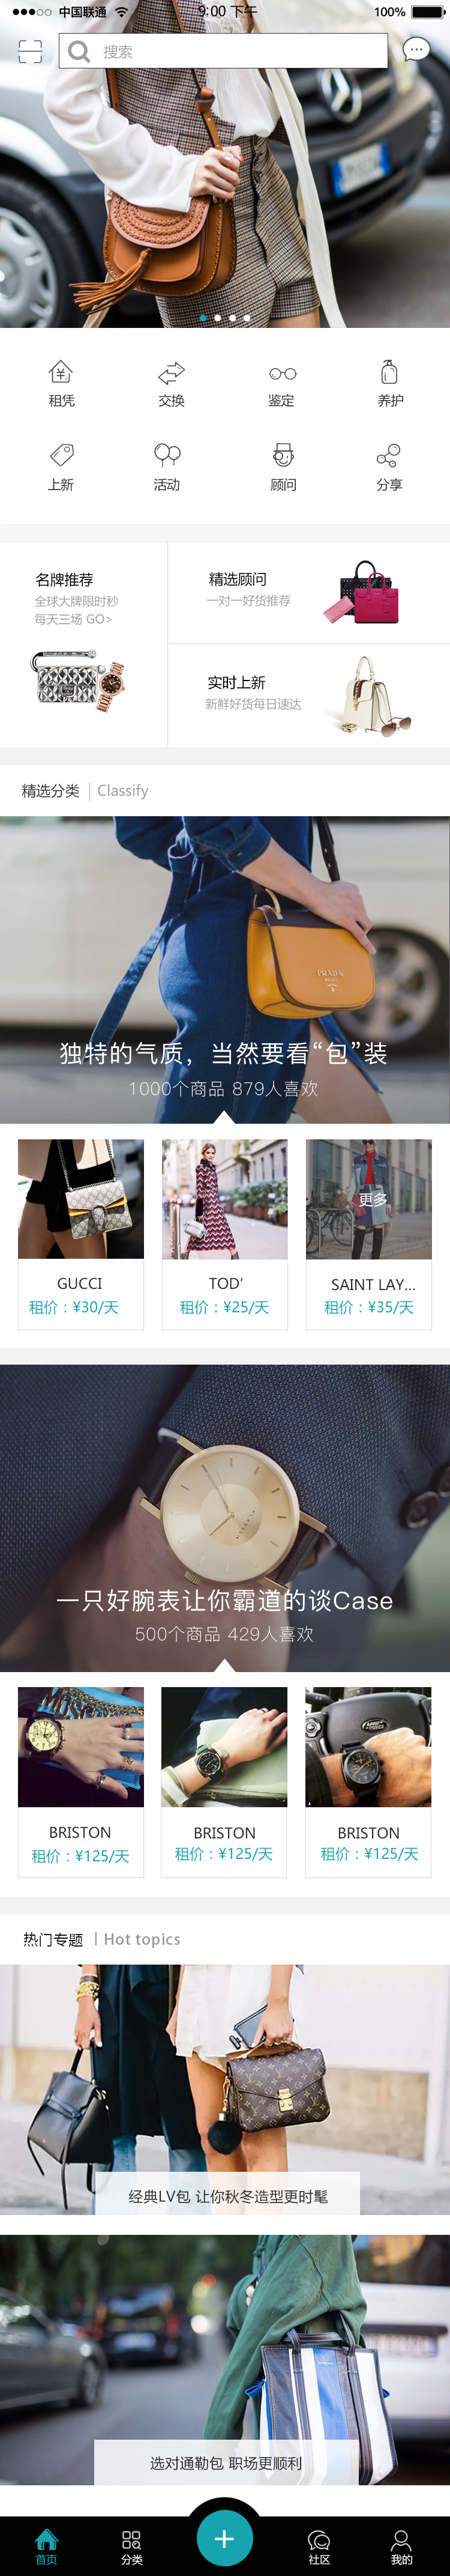 中国联通 9:00 下午 100%
搜索
租凭 交换 鉴定 养护
上新 活动 顾问 分享
名牌推荐
全球大牌限时秒
每天三场 GO>
精选顾问
一对一好货推荐
实时上新
新鲜好货每日速达
精选分类 | Classify
PRADA
MILANO
独特的气质，当然要看“包”装
1000个商品 879人喜欢
更多
GUCCI TOD’ SAINT LAY...
租价：¥30/天 租价：¥25/天 租价：¥35/天
KLASSE14
一只好腕表让你霸道的谈Case
500个商品 429人喜欢
BRISTON BRISTON BRISTON
租价：¥125/天 租价：¥125/天 租价：¥125/天
热门专题 | Hot topics
经典LV包 让你秋冬造型更时髦
选对通勤包 职场更顺利
首页 分类 社区 我的